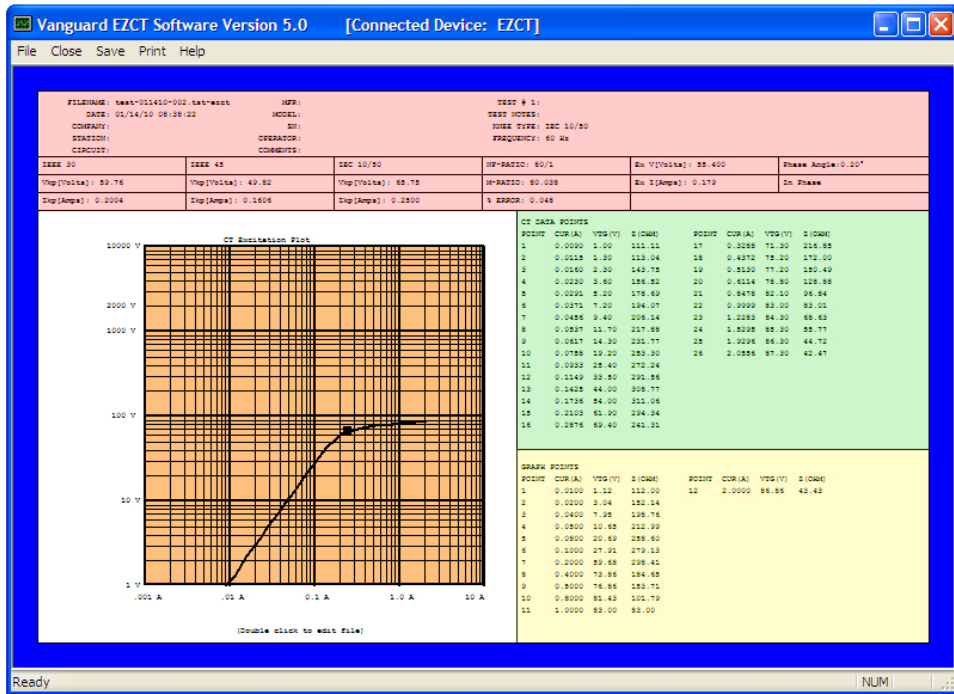 Vanguard EZCT Software Version 5.0 [Connected Device: EZCT]
File Close Save Print Help
FILENAME: test-011410-002.tst-ezct MFR: TEST # 1:
DATE: 01/14/10 MODEL: TEST NOTES:
COMPANY: SN: KNEE TYPE: IEC 10/50
STATION: OPERATOR: FREQUENCY: 60 Hz
CIRCUIT: COMMENTS:
IEEE 30 IEEE 45 IEC 10/50 NP-RATIO: 80/1 Ex V[Volts]: 55.400 Phase Angle:0.20°
Vkp[Volts]: 59.76 Vkp[Volts]: 49.82 Vkp[Volts]: 65.75 M-RATIO: 80.038 Ex I[Amps]: 0.179 In Phase
Ikp[Amps]: 0.2004 Ikp[Amps]: 0.1606 Ikp[Amps]: 0.2500 % ERROR: 0.048
CT Excitation Plot
10000 V
2000 V
1000 V
100 V
10 V
1 V
.001 A .01 A 0.1 A 1.0 A 10 A
(Double click to edit file)
CT DATA POINTS
POINT CUR(A) VTG(V) Z(OHM) POINT CUR(A) VTG(V) Z(OHM)
1 0.0090 1.00 111.11 17 0.3288 71.30 216.85
2 0.0115 1.30 113.04 18 0.4372 75.20 172.00
3 0.0160 2.30 143.75 19 0.5130 77.20 150.49
4 0.0230 3.60 156.52 20 0.6114 78.80 128.88
5 0.0291 5.20 178.69 21 0.8478 82.10 96.84
6 0.0371 7.20 194.07 22 0.9999 83.00 83.01
7 0.0456 9.40 206.14 23 1.2283 84.30 68.63
8 0.0537 11.70 217.88 24 1.5295 85.30 55.77
9 0.0617 14.30 231.77 25 1.9296 86.30 44.72
10 0.0758 19.20 253.30 26 2.0556 87.30 42.47
11 0.0933 25.40 272.24
12 0.1149 33.50 291.56
13 0.1425 44.00 308.77
14 0.1736 54.00 311.06
15 0.2103 61.90 294.34
16 0.2876 69.40 241.31
GRAPH POINTS
POINT CUR(A) VTG(V) Z(OHM) POINT CUR(A) VTG(V) Z(OHM)
1 0.0100 1.12 112.00 12 2.0000 86.86 43.43
2 0.0200 3.04 152.14
3 0.0400 7.95 198.76
4 0.0500 10.65 212.99
5 0.0800 20.69 258.60
6 0.1000 27.91 279.13
7 0.2000 59.68 298.41
8 0.4000 73.86 184.65
9 0.5000 76.86 153.71
10 0.8000 81.43 101.79
11 1.0000 83.00 83.00
Ready NUM